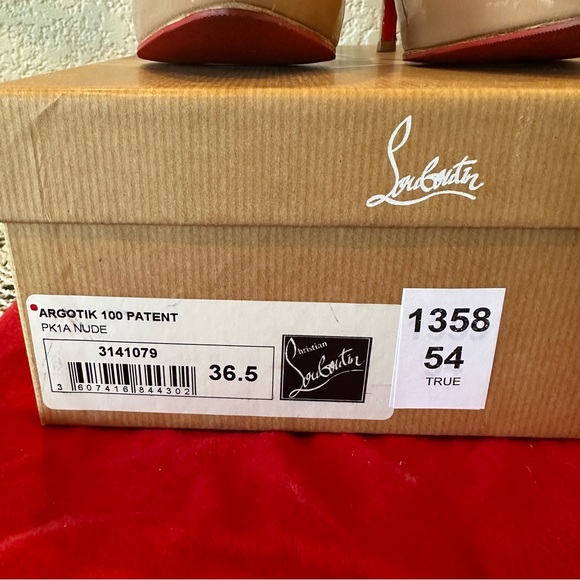 Louboutin
ARGOTIK 100 PATENT
PK1A NUDE
3141079
3 607416 844302
36.5
Christian
Louboutin
1358
54
TRUE